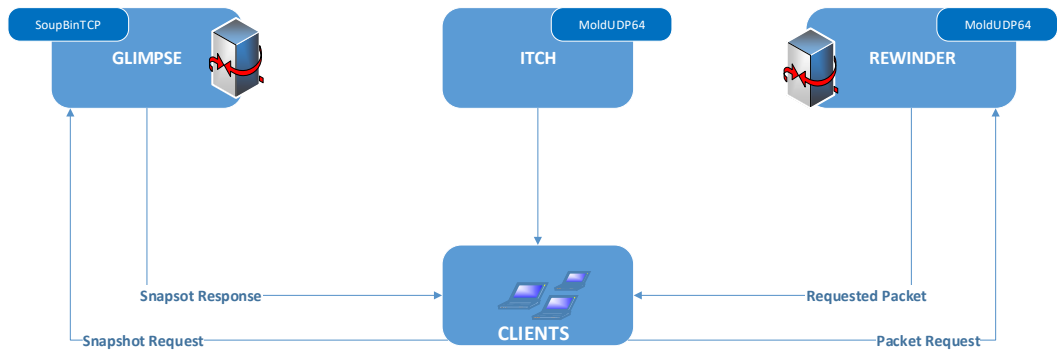 SoupBinTCP
GLIMPSE
MoldUDP64
ITCH
MoldUDP64
REWINDER
Snapsot Response
Requested Packet
CLIENTS
Snapshot Request
Packet Request